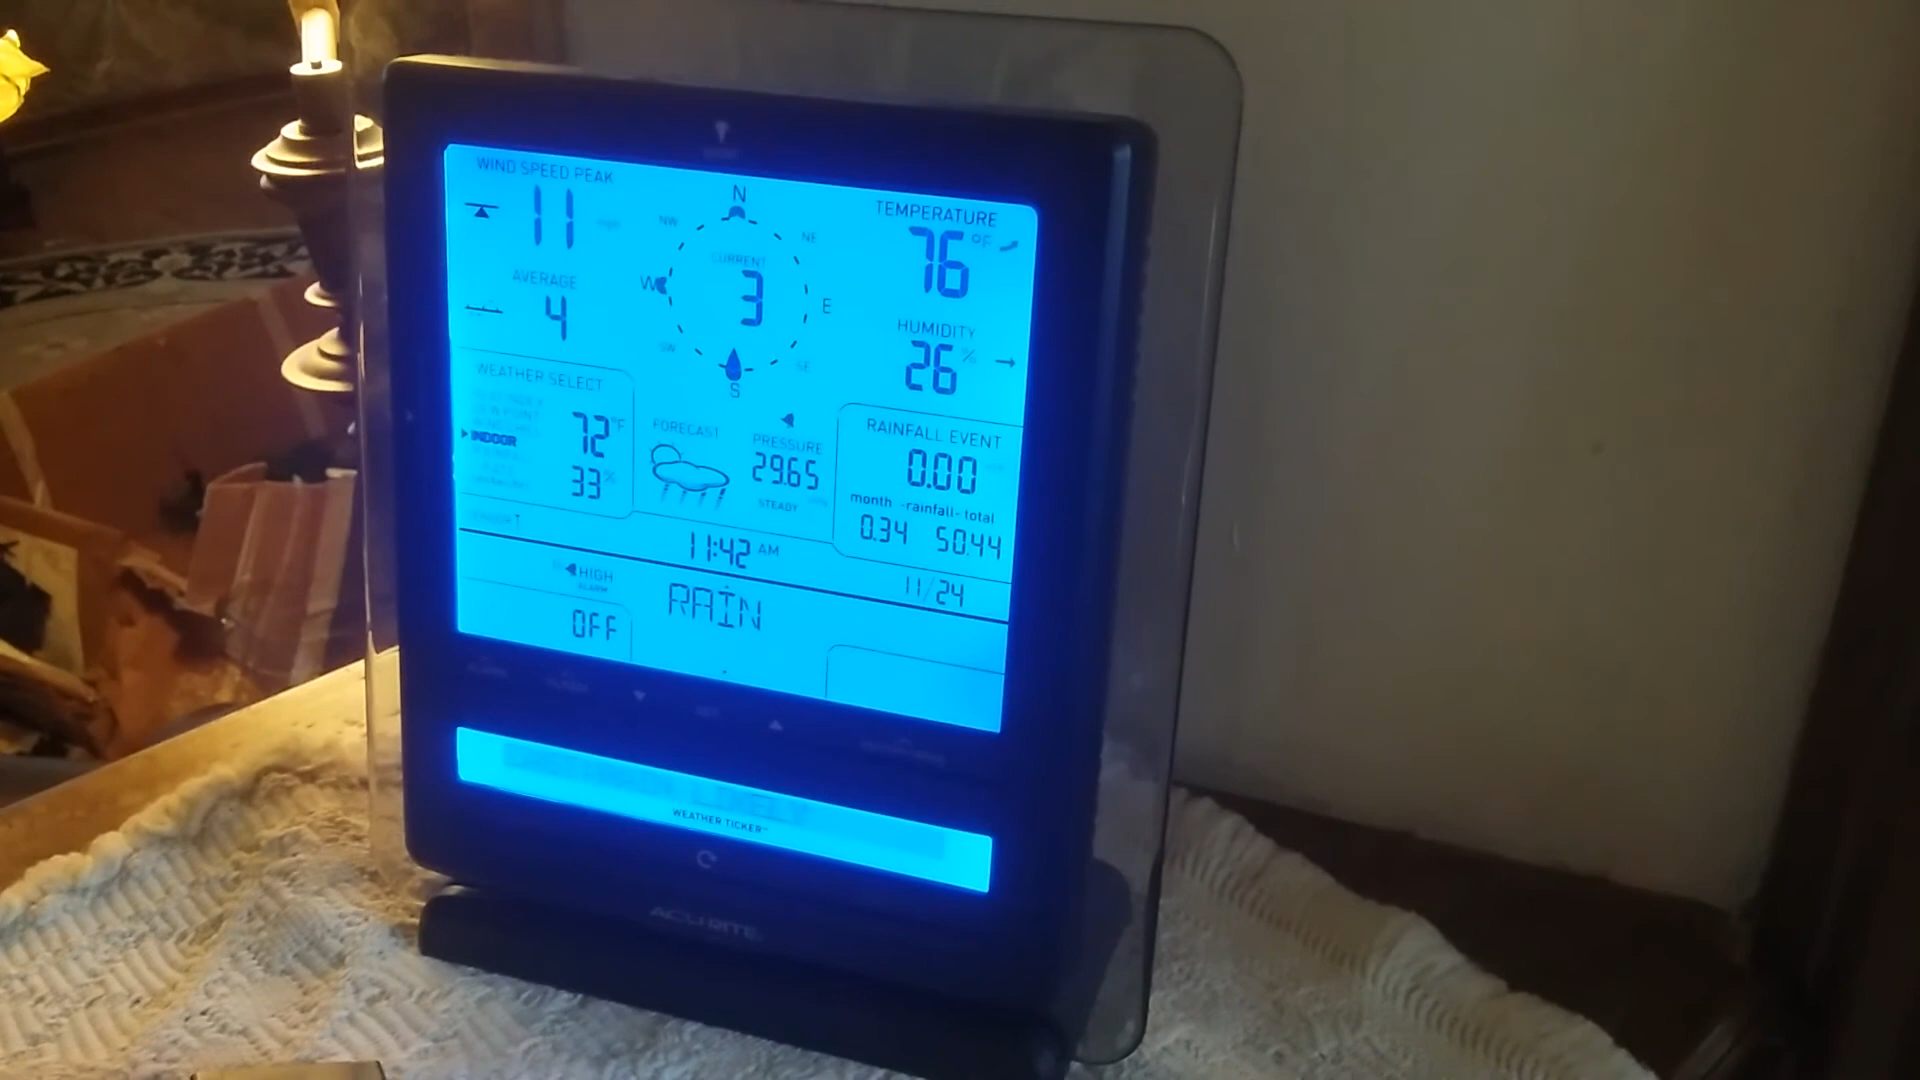 WIND SPEED PEAK
11
AVERAGE
4
N
NW
NE
CURRENT
3
W
E
SW
SE
S
TEMPERATURE
76 °F
HUMIDITY
26 %
WEATHER SELECT
INDOOR
72 °F
33 %
FORECAST
PRESSURE
29.65
STEADY
RAINFALL EVENT
0.00
month -rainfall- total
0.34 50.44
11:42 AM
11/24
HIGH
ALARM
OFF
RAIN
LIKELY
WEATHER TICKER™
ACURITE